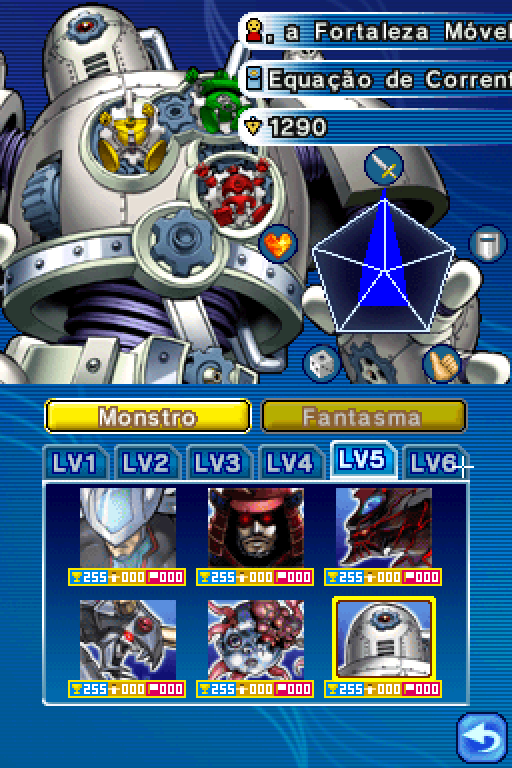 , a Fortaleza Móvel
Equação de Corrent
1290
Monstro
Fantasma
LV1 LV2 LV3 LV4 LV5 LV6
255 000 000 255 000 000 255 000 000
255 000 000 255 000 000 255 000 000